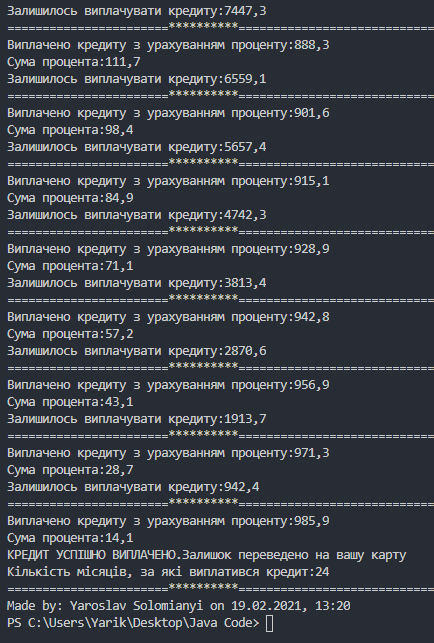 Залишилось виплачувати кредиту:7447,3
=======================**********============================
Виплачено кредиту з урахуванням проценту:888,3
Сума процента:111,7
Залишилось виплачувати кредиту:6559,1
=======================**********============================
Виплачено кредиту з урахуванням проценту:901,6
Сума процента:98,4
Залишилось виплачувати кредиту:5657,4
=======================**********============================
Виплачено кредиту з урахуванням проценту:915,1
Сума процента:84,9
Залишилось виплачувати кредиту:4742,3
=======================**********============================
Виплачено кредиту з урахуванням проценту:928,9
Сума процента:71,1
Залишилось виплачувати кредиту:3813,4
=======================**********============================
Виплачено кредиту з урахуванням проценту:942,8
Сума процента:57,2
Залишилось виплачувати кредиту:2870,6
=======================**********============================
Виплачено кредиту з урахуванням проценту:956,9
Сума процента:43,1
Залишилось виплачувати кредиту:1913,7
=======================**********============================
Виплачено кредиту з урахуванням проценту:971,3
Сума процента:28,7
Залишилось виплачувати кредиту:942,4
=======================**********============================
Виплачено кредиту з урахуванням проценту:985,9
Сума процента:14,1
КРЕДИТ УСПІШНО ВИПЛАЧЕНО.Залишок переведено на вашу карту
Кількість місяців, за які виплатився кредит:24
=======================**********============================
Made by: Yaroslav Solomianyi on 19.02.2021, 13:20
PS C:\Users\Yarik\Desktop\Java Code>